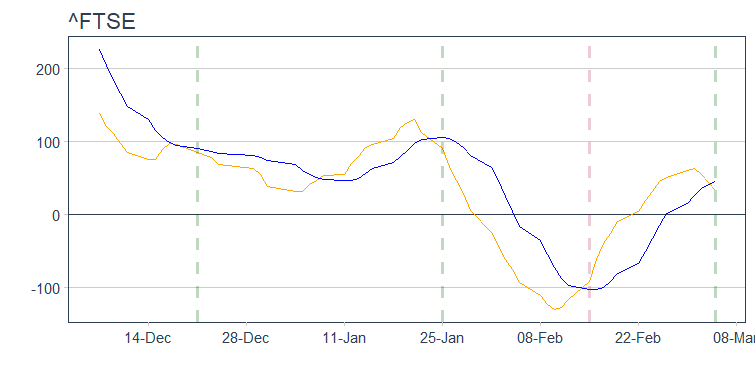 ^FTSE
200
100
0
-100
14-Dec
28-Dec
11-Jan
25-Jan
08-Feb
22-Feb
08-Mar